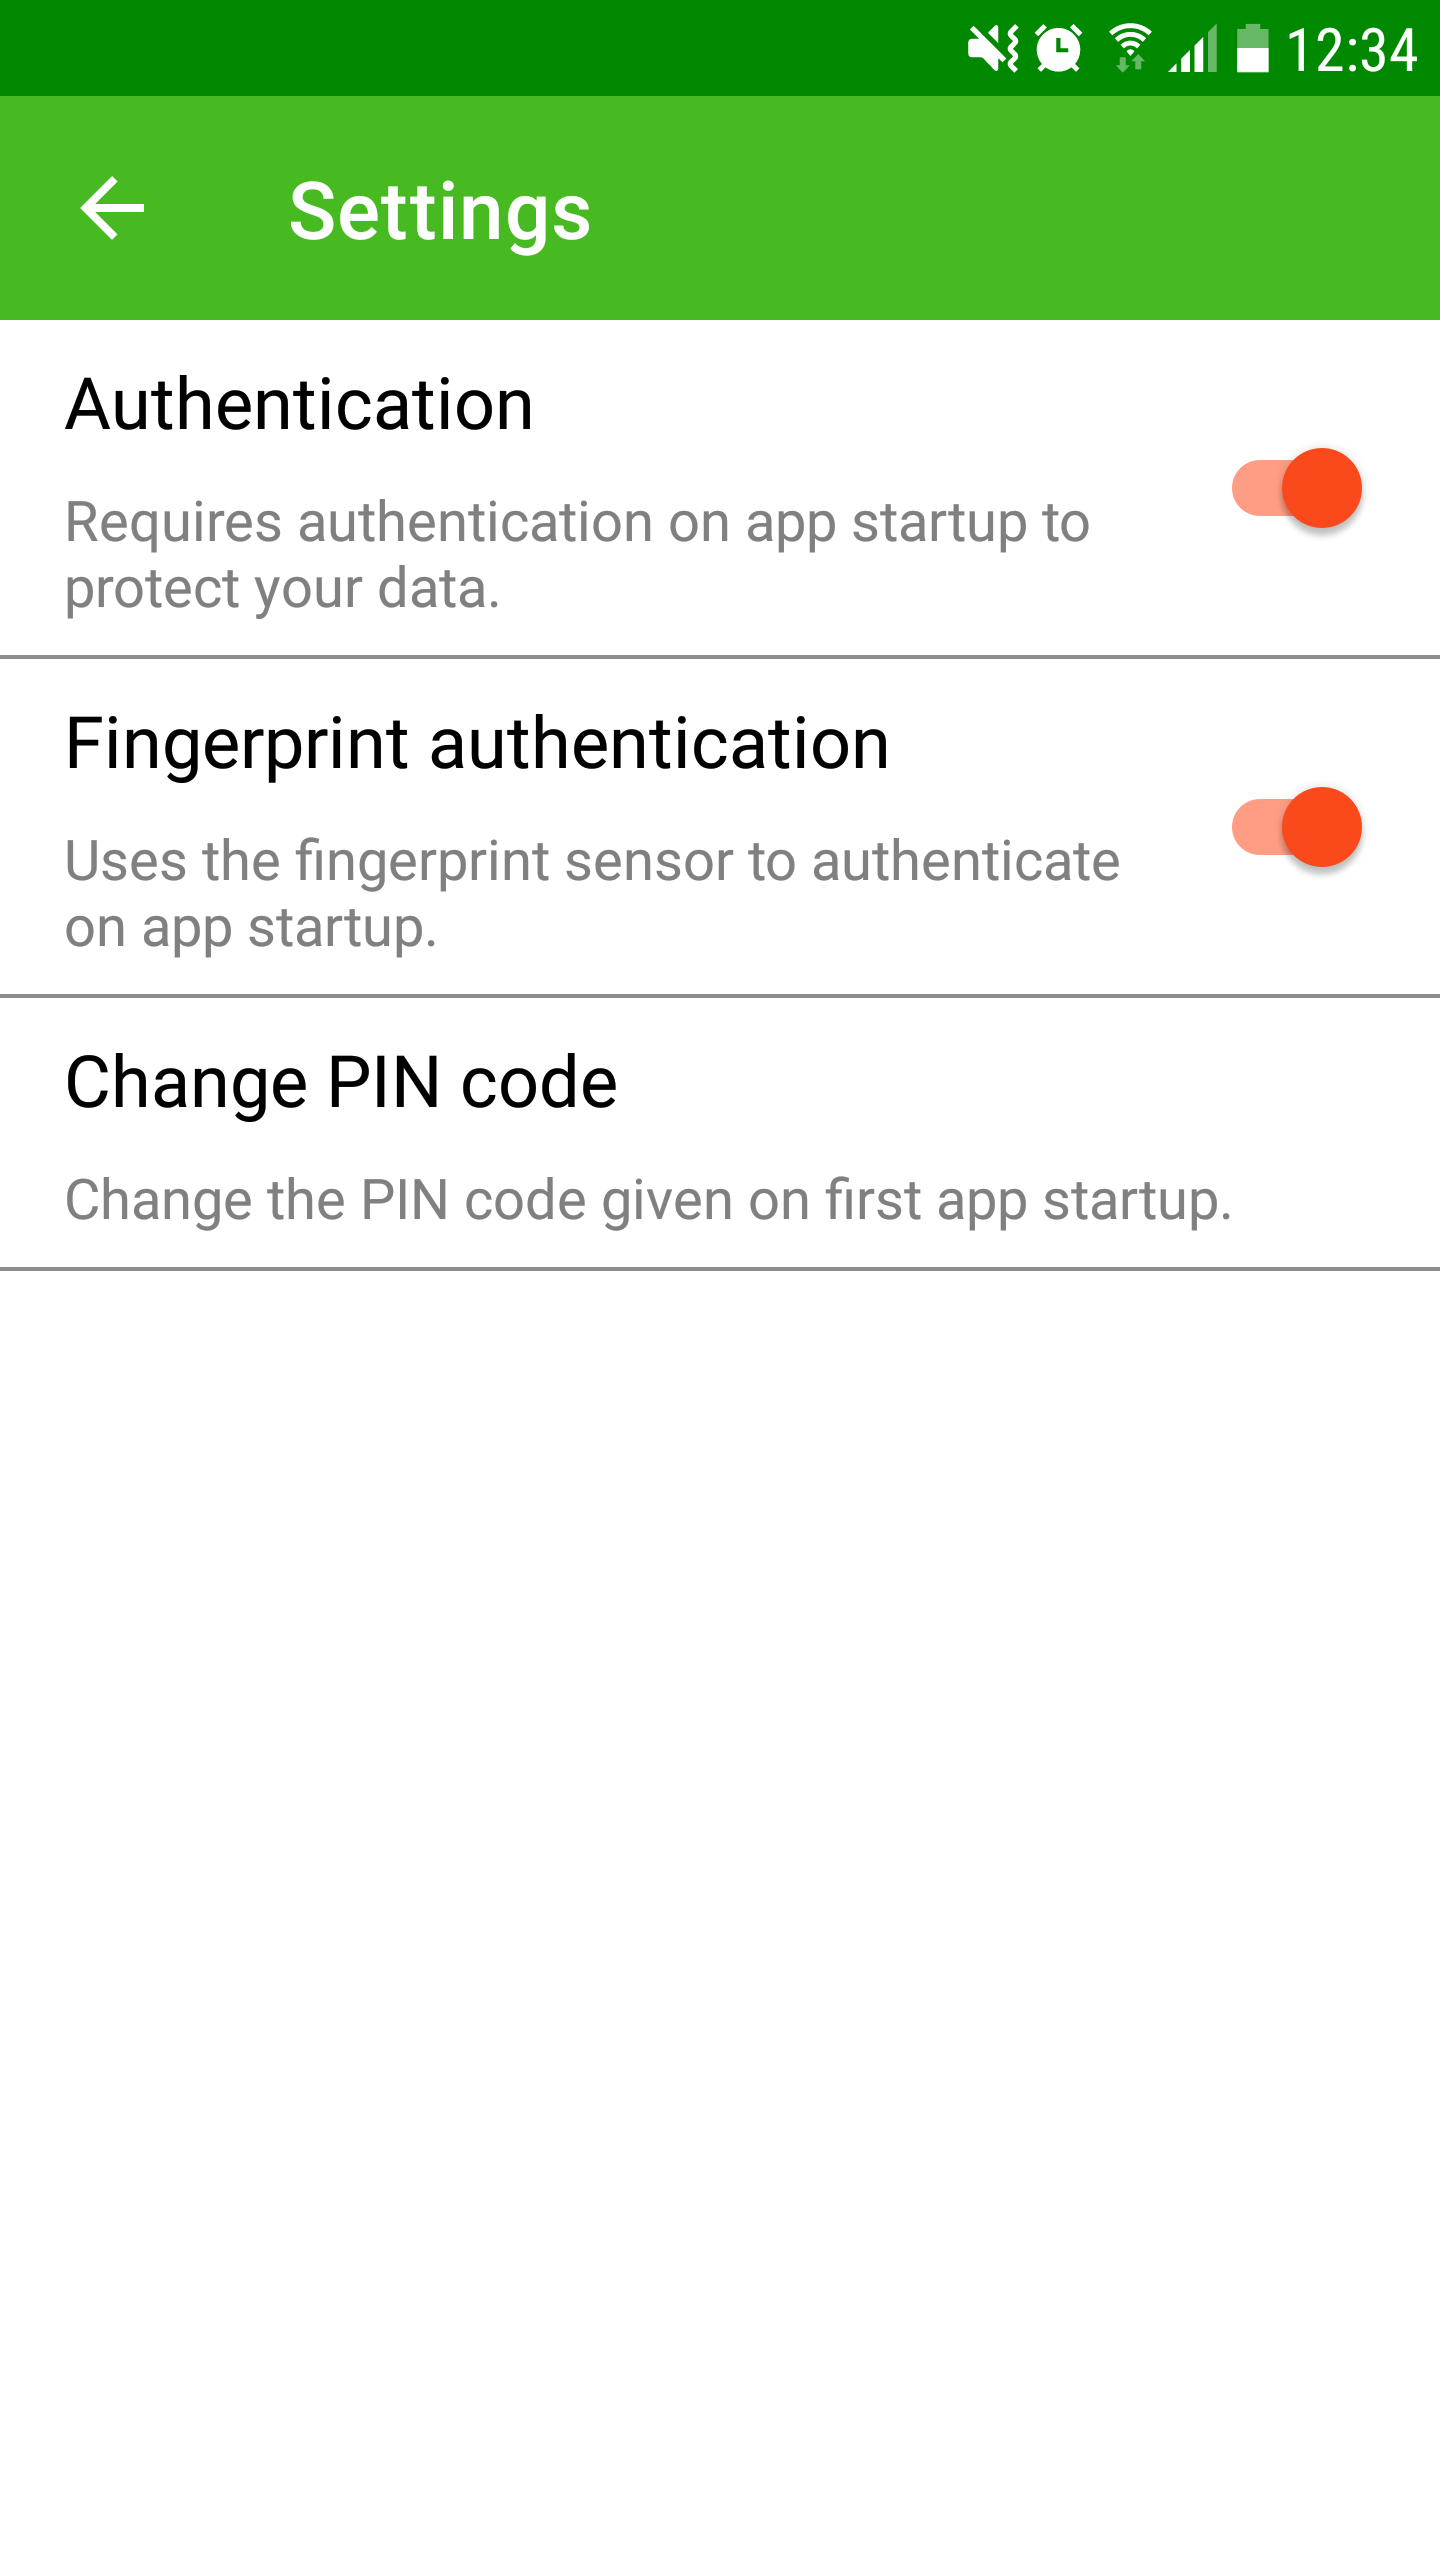 12:34
Settings
Authentication
Requires authentication on app startup to
protect your data.
Fingerprint authentication
Uses the fingerprint sensor to authenticate
on app startup.
Change PIN code
Change the PIN code given on first app startup.